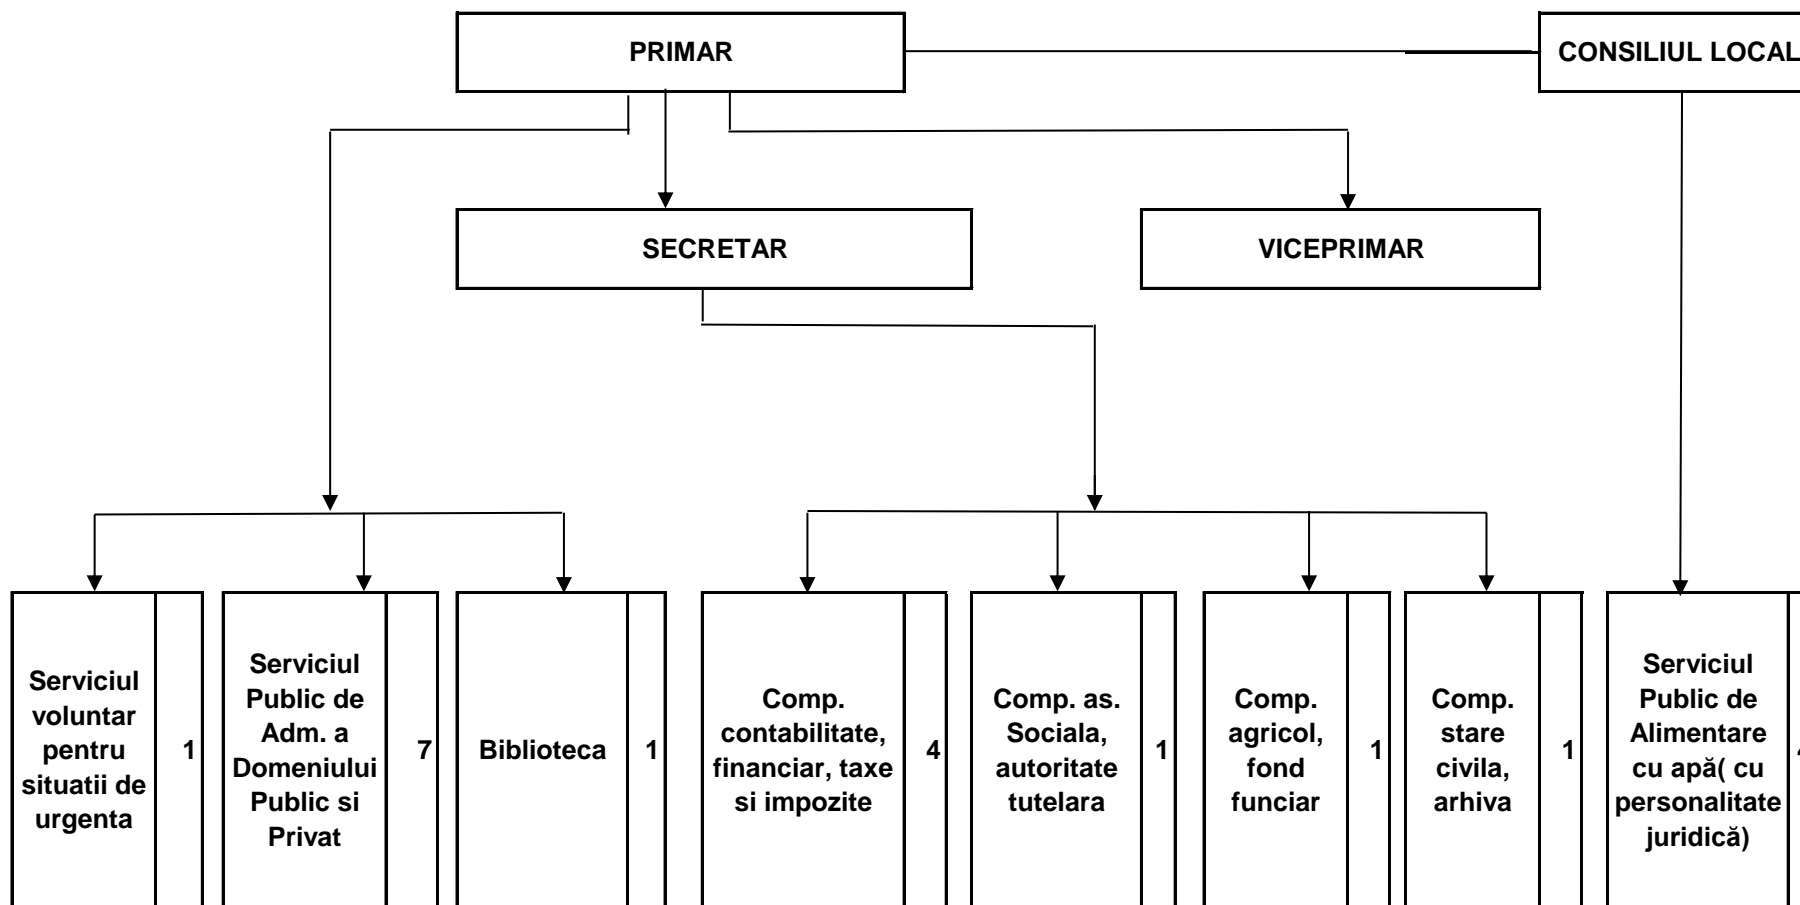 PRIMAR
CONSILIUL LOCAL
SECRETAR
VICEPRIMAR
Serviciul
voluntar
pentru
situatii de
urgenta
1
Serviciul
Public de
Adm. a
Domeniului
Public si
Privat
7
Biblioteca
1
Comp.
contabilitate,
financiar, taxe
si impozite
4
Comp. as.
Sociala,
autoritate
tutelara
1
Comp.
agricol,
fond
funciar
1
Comp.
stare
civila,
arhiva
1
Serviciul
Public de
Alimentare
cu apă( cu
personalitate
juridică)